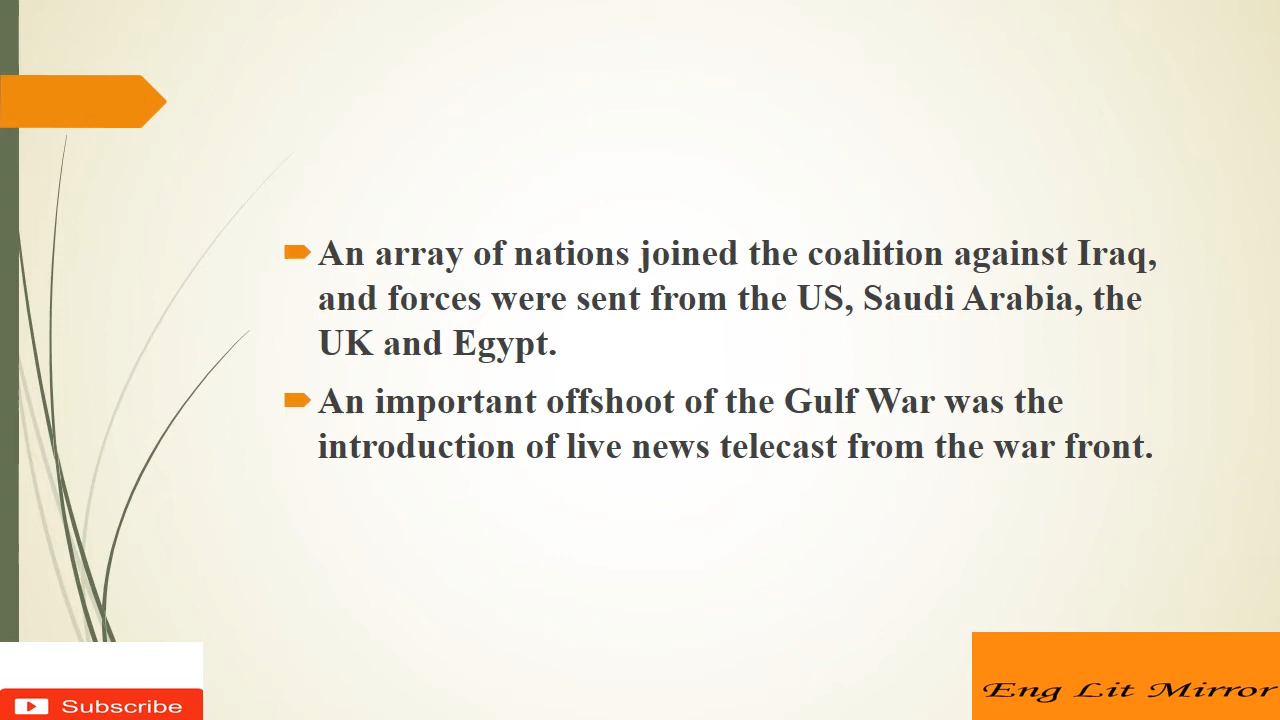 An array of nations joined the coalition against Iraq,
and forces were sent from the US, Saudi Arabia, the
UK and Egypt.
An important offshoot of the Gulf War was the
introduction of live news telecast from the war front.
Subscribe
Eng Lit Mirror